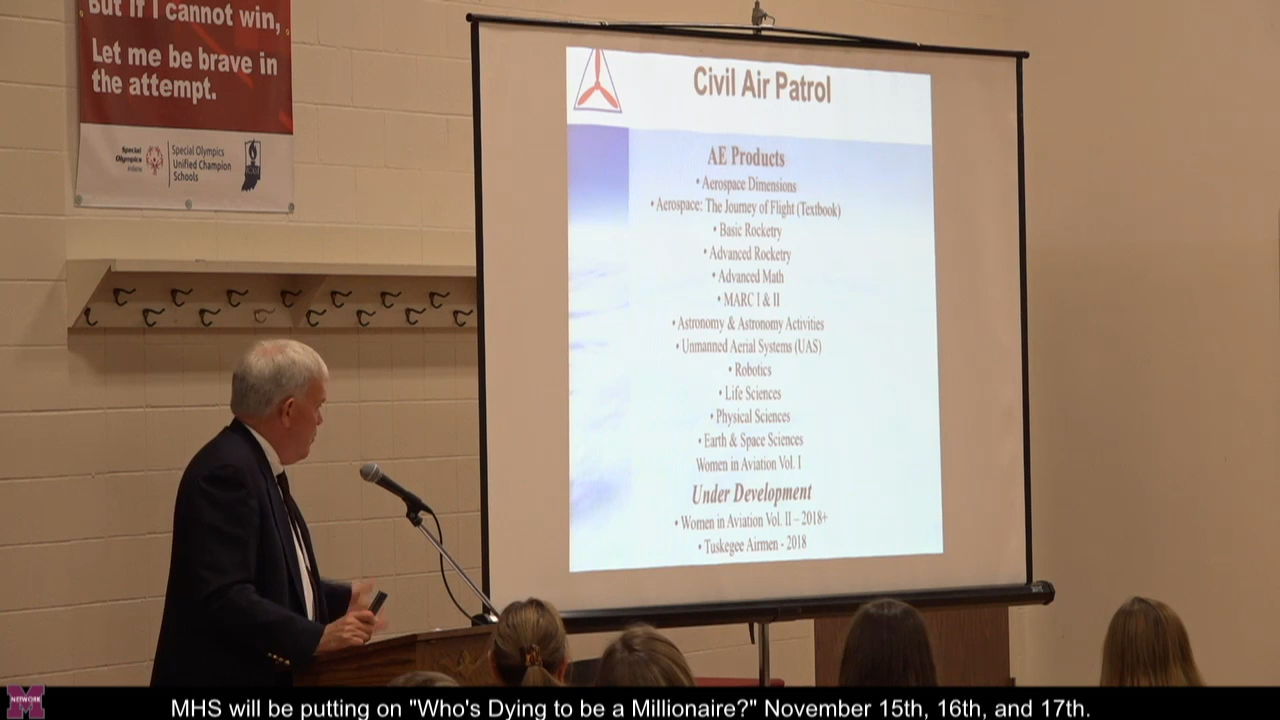 But if I cannot win,
Let me be brave in
the attempt.
Special
Olympics
Indiana
Special Olympics
Unified Champion
Schools
Civil Air Patrol
AE Products
• Aerospace Dimensions
• Aerospace: The Journey of Flight (Textbook)
• Basic Rocketry
• Advanced Rocketry
• Advanced Math
• MARC I & II
• Astronomy & Astronomy Activities
• Unmanned Aerial Systems (UAS)
• Robotics
• Life Sciences
• Physical Sciences
• Earth & Space Sciences
Women in Aviation Vol. I
Under Development
• Women in Aviation Vol. II – 2018+
• Tuskegee Airmen - 2018
M
NETWORK
MHS will be putting on "Who's Dying to be a Millionaire?" November 15th, 16th, and 17th.